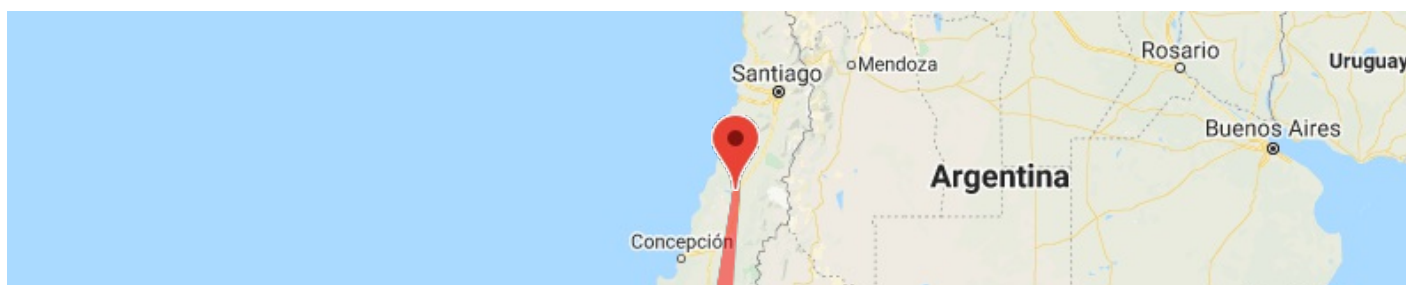 Rosario
Mendoza
Uruguay
Santiago
Buenos Aires
Argentina
Concepción